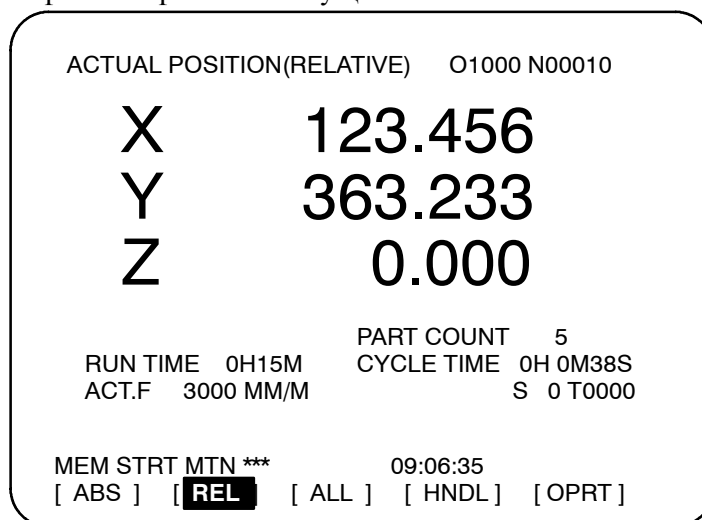 ACTUAL POSITION(RELATIVE) O1000 N00010
X 123.456
Y 363.233
Z 0.000
PART COUNT 5
RUN TIME 0H15M CYCLE TIME 0H 0M38S
ACT.F 3000 MM/M S 0 T0000
MEM STRT MTN *** 09:06:35
[ ABS ] [ REL ] [ ALL ] [ HNDL ] [ OPRT ]